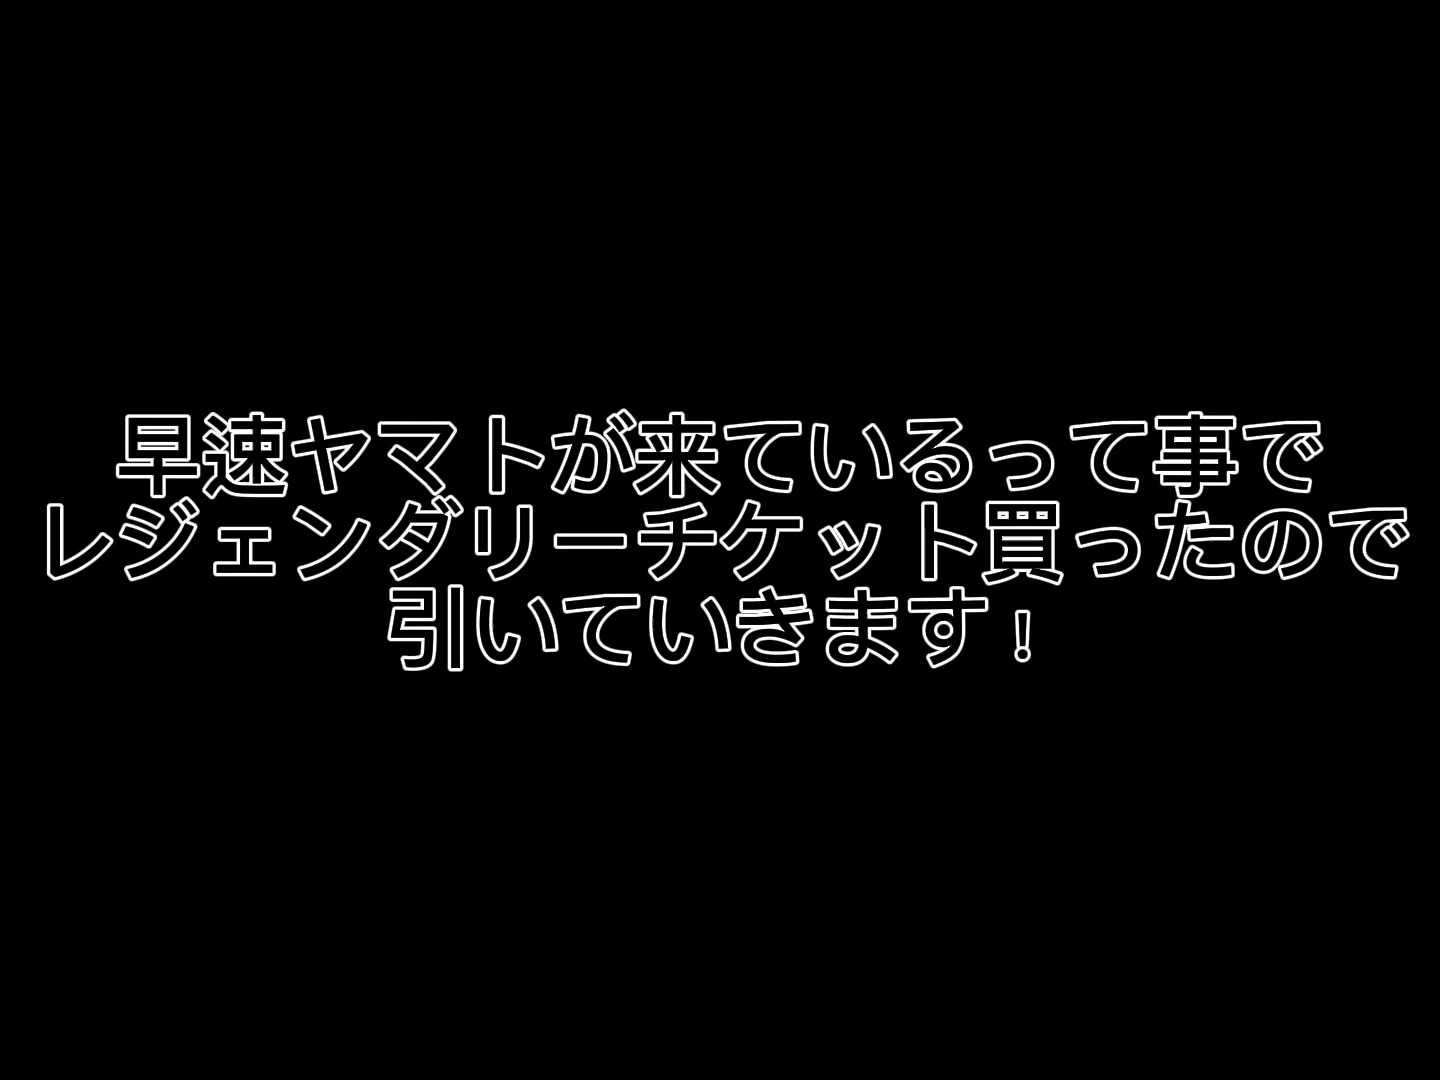 早速ヤマトが来ているって事で
レジェンダリーチケット買ったので
引いていきます！